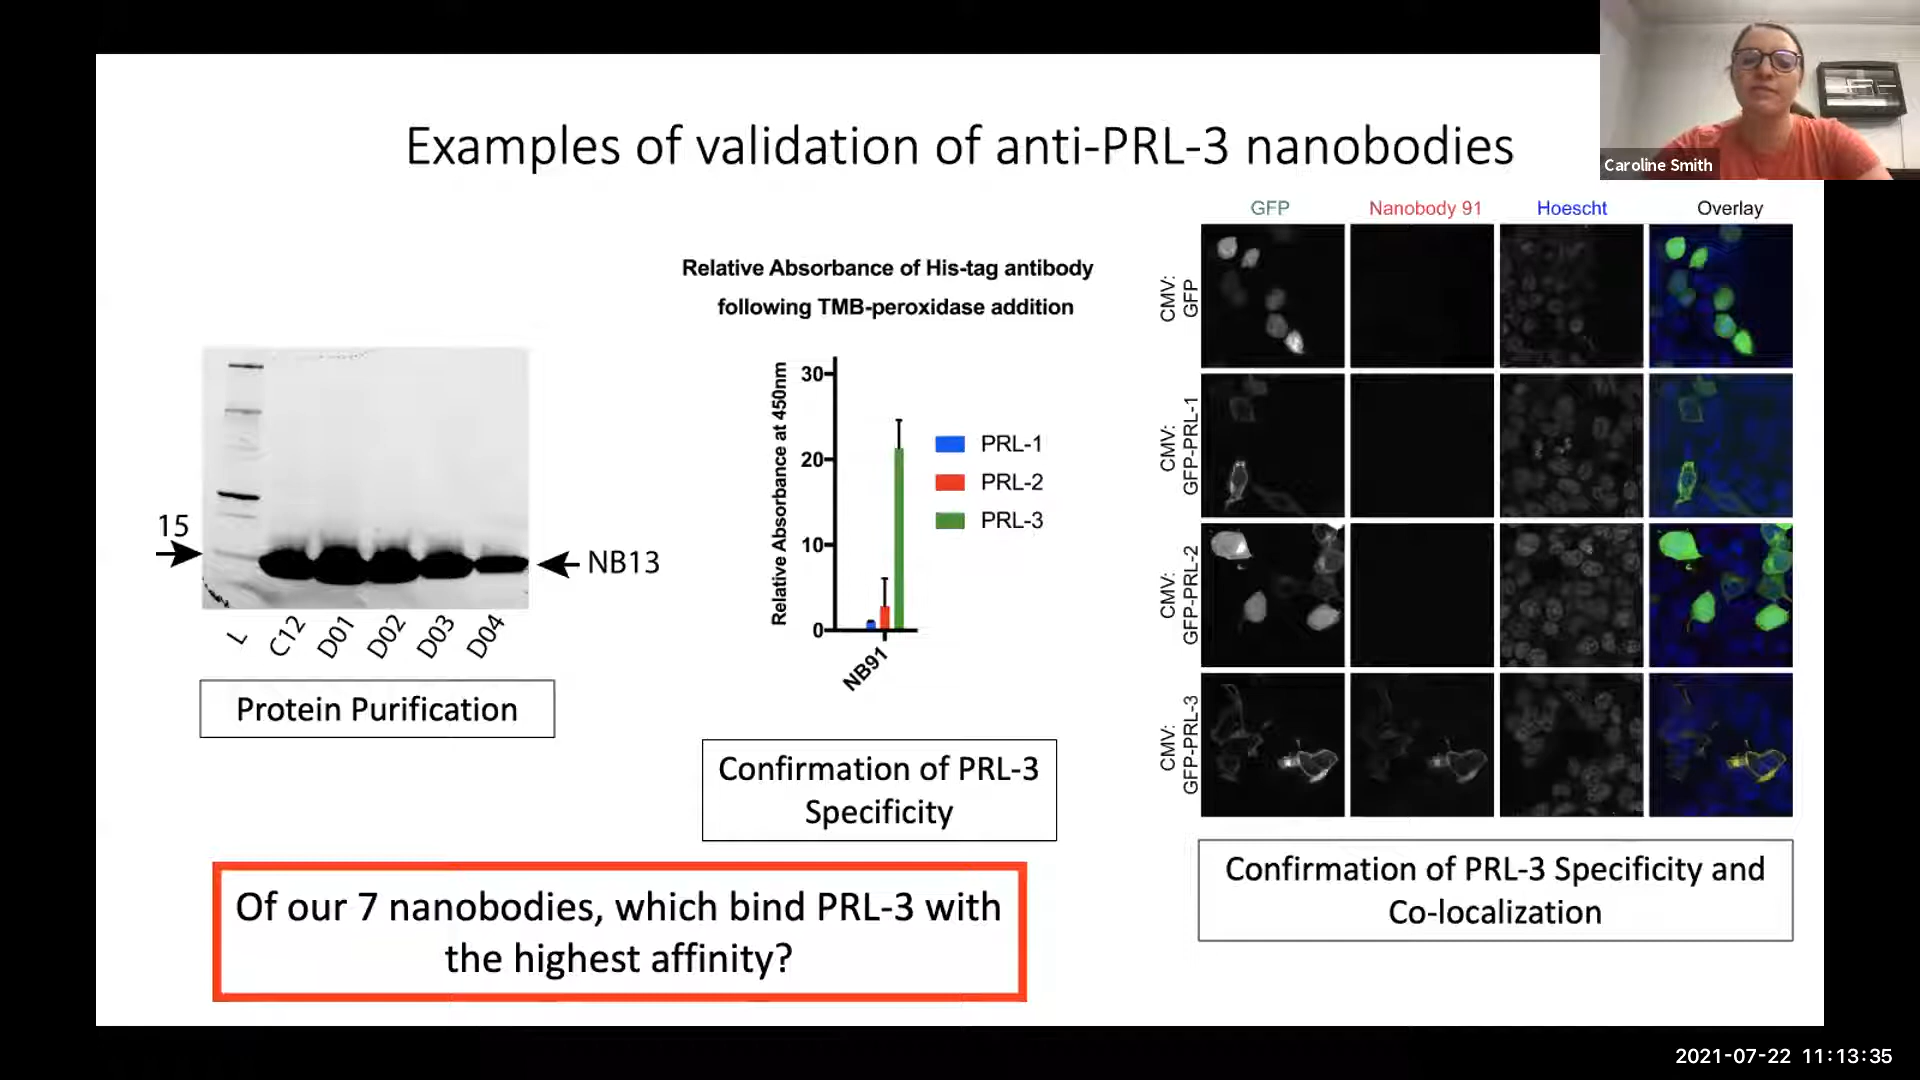 Examples of validation of anti-PRL-3 nanobodies
Caroline Smith
15
NB13
L
C12
D01
D02
D03
D04
Protein Purification
Relative Absorbance of His-tag antibody
following TMB-peroxidase addition
Relative Absorbance at 450nm
30
20
10
0
NB91
PRL-1
PRL-2
PRL-3
Confirmation of PRL-3
Specificity
GFP
Nanobody 91
Hoescht
Overlay
CMV:
GFP
CMV:
GFP-PRL-1
CMV:
GFP-PRL-2
CMV:
GFP-PRL-3
Confirmation of PRL-3 Specificity and
Co-localization
Of our 7 nanobodies, which bind PRL-3 with
the highest affinity?
2021-07-22 11:13:35